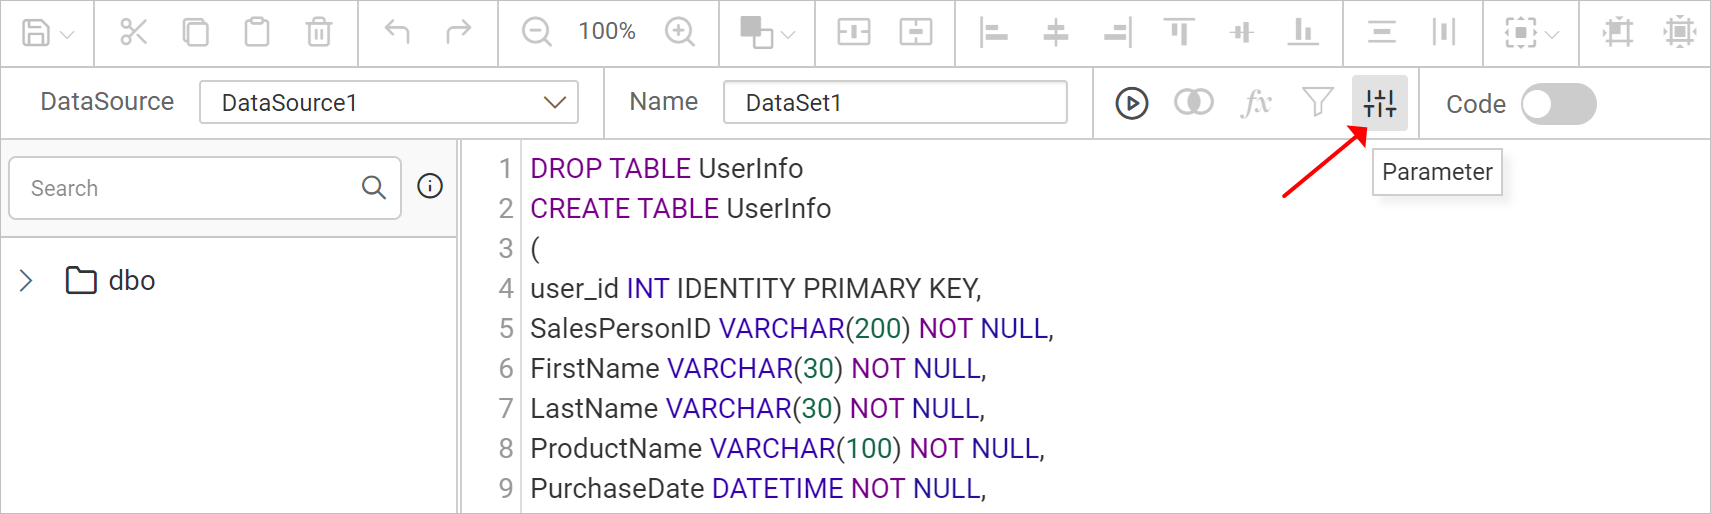 100%
DataSource DataSource1 Name DataSet1 fx Code
Parameter
Search
dbo
1 DROP TABLE UserInfo
2 CREATE TABLE UserInfo
3 (
4 user_id INT IDENTITY PRIMARY KEY,
5 SalesPersonID VARCHAR(200) NOT NULL,
6 FirstName VARCHAR(30) NOT NULL,
7 LastName VARCHAR(30) NOT NULL,
8 ProductName VARCHAR(100) NOT NULL,
9 PurchaseDate DATETIME NOT NULL,